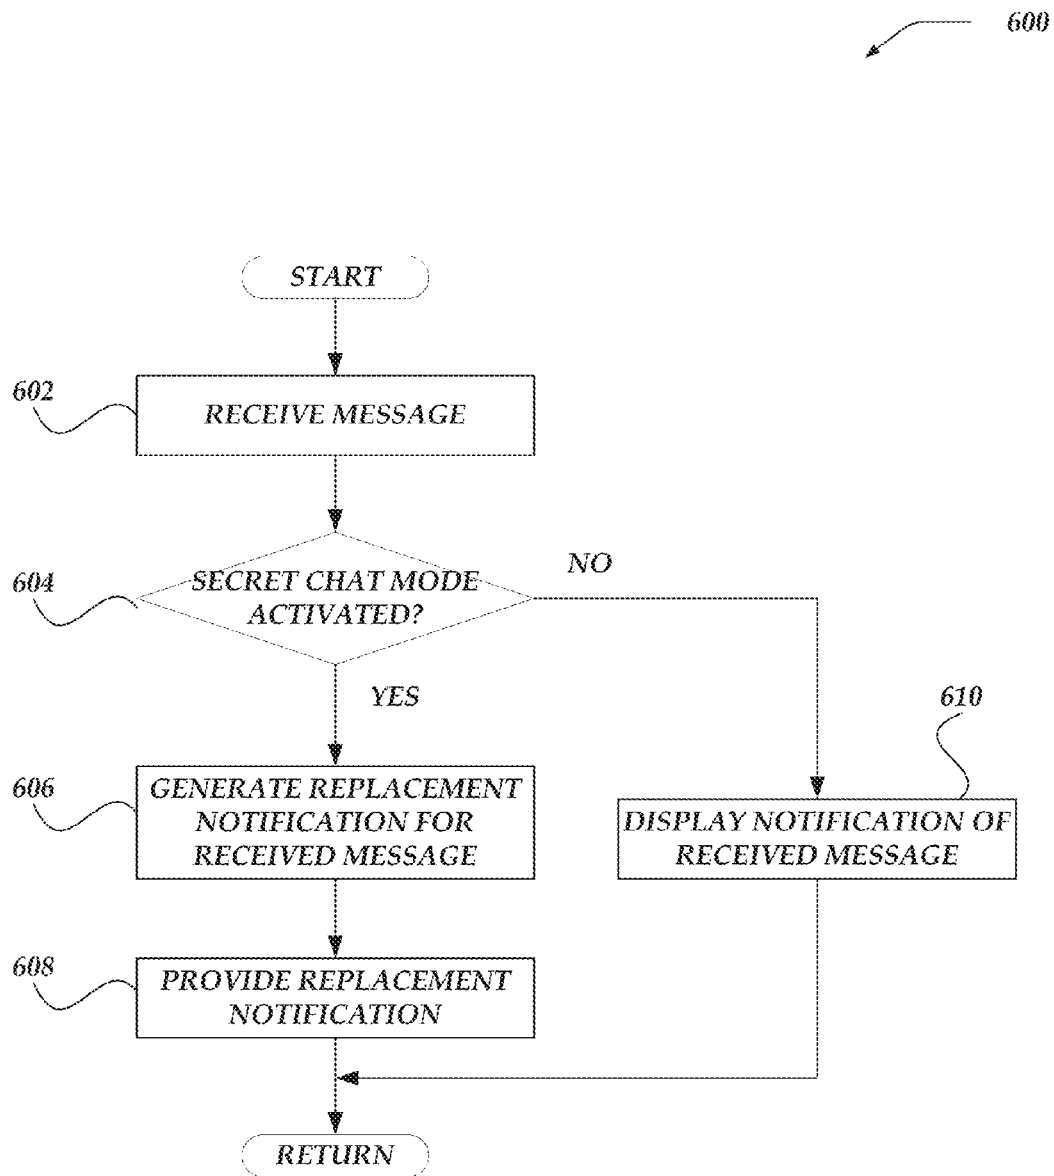 600
START
602
RECEIVE MESSAGE
604
SECRET CHAT MODE
ACTIVATED?
NO
YES
606
GENERATE REPLACEMENT
NOTIFICATION FOR
RECEIVED MESSAGE
610
DISPLAY NOTIFICATION OF
RECEIVED MESSAGE
608
PROVIDE REPLACEMENT
NOTIFICATION
RETURN